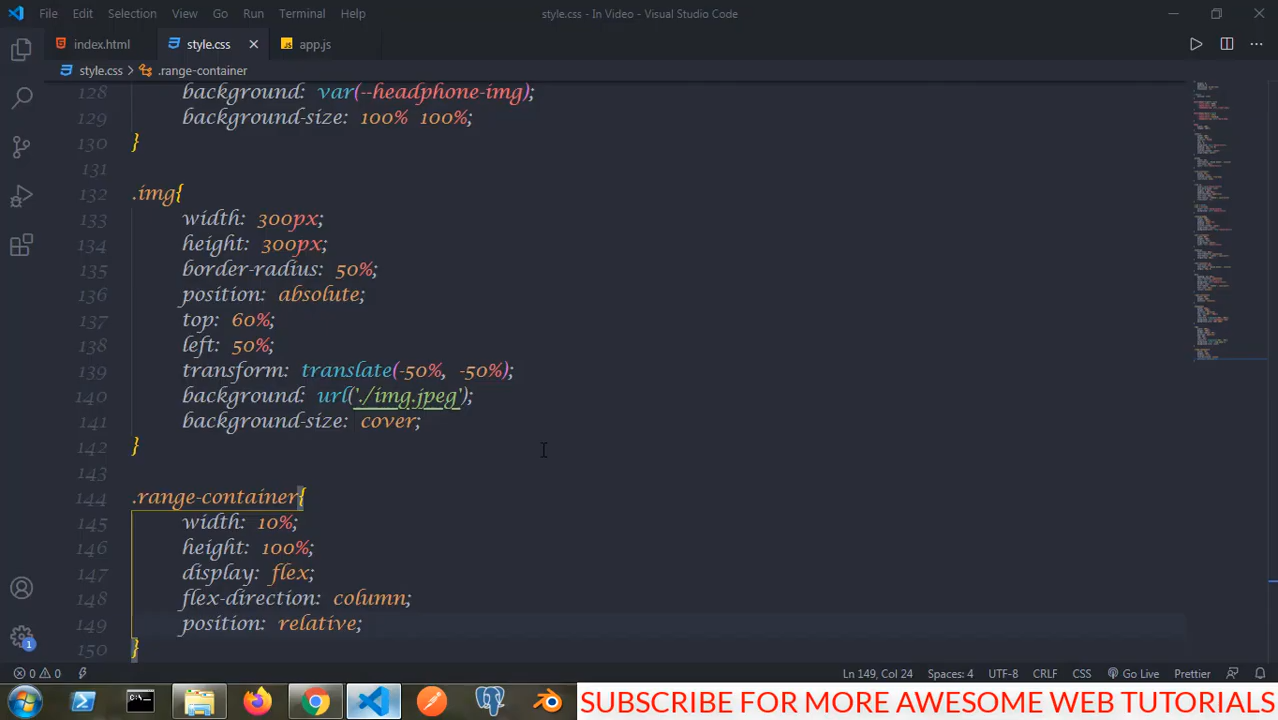 File Edit Selection View Go Run Terminal Help style.css - In Video - Visual Studio Code
index.html style.css app.js
style.css > .range-container
128 background: var(--headphone-img);
129 background-size: 100% 100%;
130 }
131
132 .img{
133 width: 300px;
134 height: 300px;
135 border-radius: 50%;
136 position: absolute;
137 top: 60%;
138 left: 50%;
139 transform: translate(-50%, -50%);
140 background: url('./img.jpeg');
141 background-size: cover;
142 }
143
144 .range-container{
145 width: 10%;
146 height: 100%;
147 display: flex;
148 flex-direction: column;
149 position: relative;
150 }
0 0 Ln 149, Col 24 Spaces: 4 UTF-8 CRLF CSS Go Live Prettier
SUBSCRIBE FOR MORE AWESOME WEB TUTORIALS